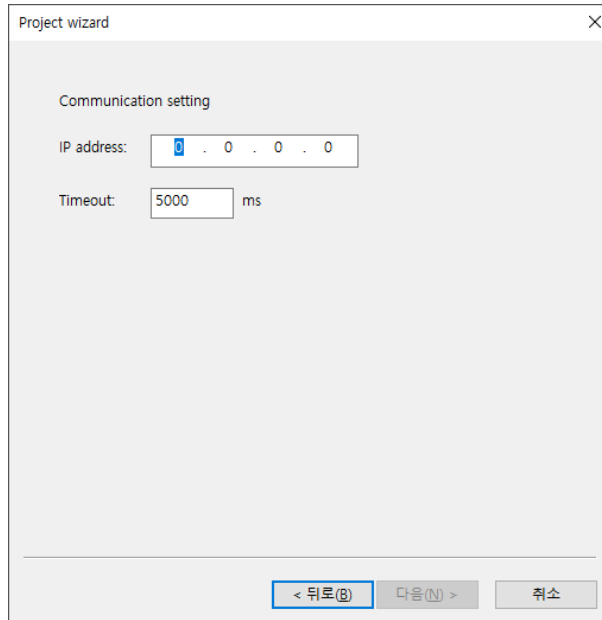 Project wizard
Communication setting
IP address: 0 . 0 . 0 . 0
Timeout: 5000 ms
< 뒤로(B) 다음(N) > 취소